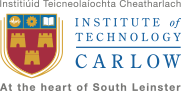 Institiúid Teicneolaíochta Cheatharlach
INSTITUTE of
TECHNOLOGY
CARLOW
At the heart of South Leinster